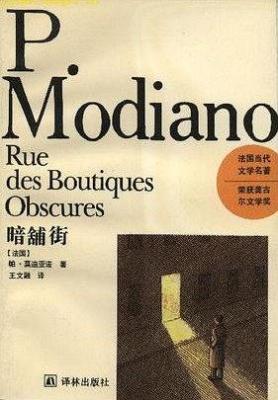 P.
Modiano
Rue
des Boutiques
Obscures
法国当代
文学名著
荣获龚古
尔文学奖
暗舖街
【法国】
帕·莫迪亚诺 著
王文融 译
译林出版社